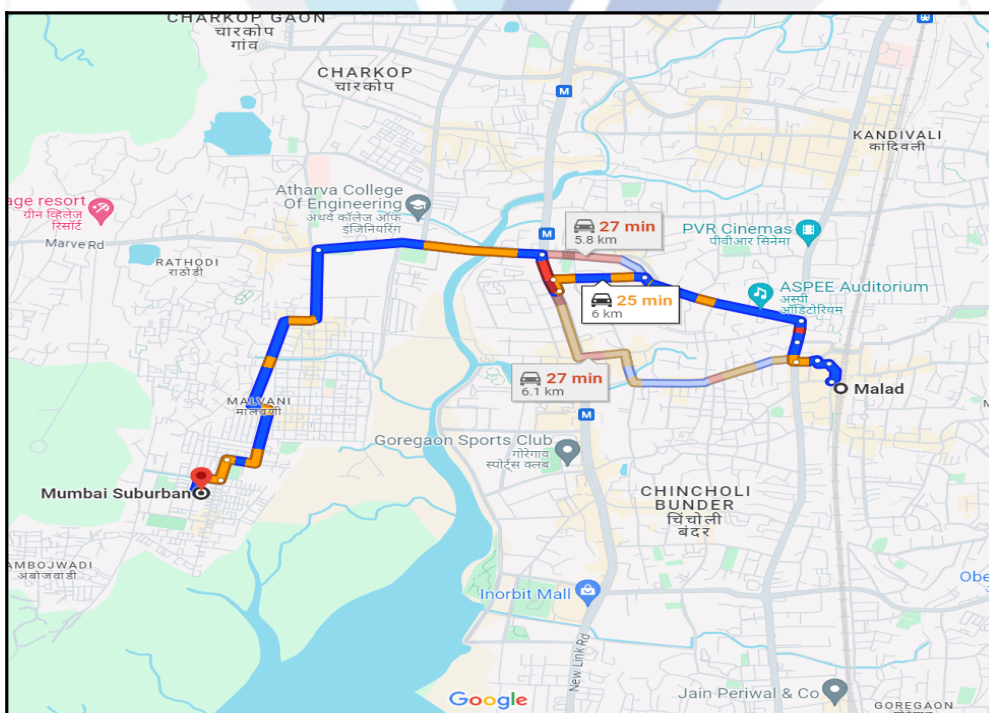 CHARKOP GAON
चारकोप
गांव
CHARKOP
चारकोप
M
KANDIVALI
कांदिवली
Atharva College
Of Engineering
अथर्व कॉलेज ऑफ
इंजिनियरिंग
age resort
ग्रीन व्हिलेज
रिसॉर्ट
Marve Rd
RATHODI
राठोडी
M
27 min
5.8 km
PVR Cinemas
पीवीआर सिनेमा
ASPEE Auditorium
अस्पी
ऑडिटोरियम
25 min
6 km
27 min
6.1 km
Malad
MALVANI
मालवणी
M
Goregaon Sports Club
गोरेगाव
स्पोर्ट्स क्लब
Mumbai Suburban
CHINCHOLI
BUNDER
चिंचोली
बंदर
AMBOJWADI
अंबोजवाडी
Inorbit Mall
Obe
New Link Rd
Google
Jain Periwal & Co
GOREGAON